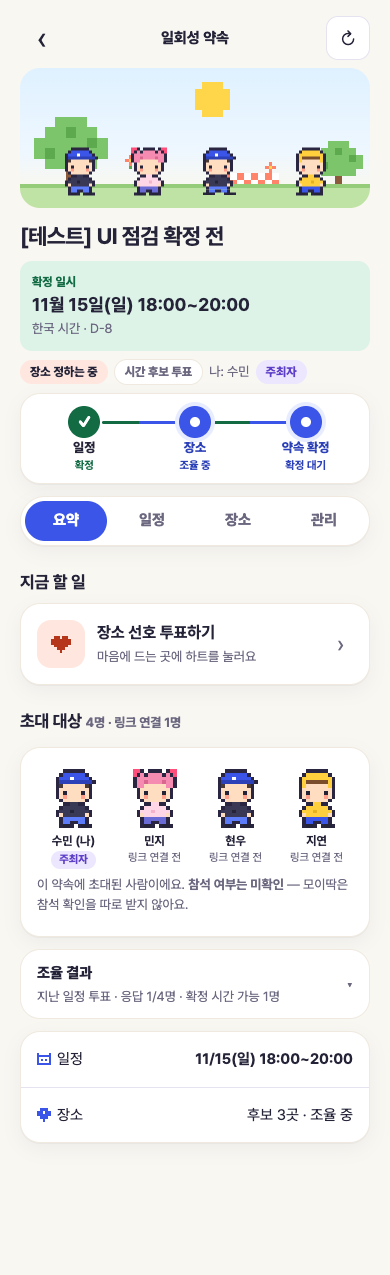 일회성 약속
[테스트] UI 점검 확정 전
확정 일시
11월 15일(일) 18:00~20:00
한국 시간 · D-8
장소 정하는 중 시간 후보 투표 나: 수민 주최자
일정 장소 약속 확정
확정 조율 중 확정 대기
요약 일정 장소 관리
지금 할 일
장소 선호 투표하기
마음에 드는 곳에 하트를 눌러요
초대 대상 4명 · 링크 연결 1명
수민 (나) 민지 현우 지연
주최자 링크 연결 전 링크 연결 전 링크 연결 전
이 약속에 초대된 사람이에요. 참석 여부는 미확인 — 모이딱은
참석 확인을 따로 받지 않아요.
조율 결과
지난 일정 투표 · 응답 1/4명 · 확정 시간 가능 1명
일정 11/15(일) 18:00~20:00
장소 후보 3곳 · 조율 중